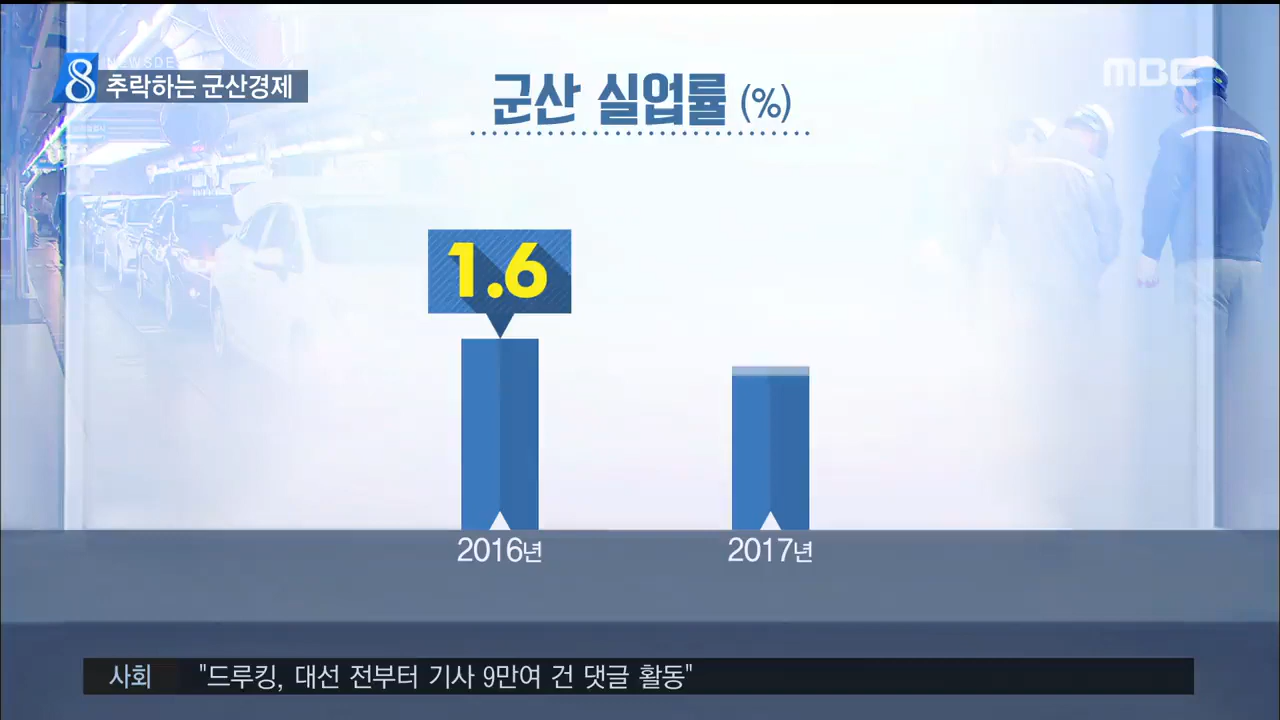 NEWSDE
8 추락하는 군산경제
MBC
군산 실업률 (%)
1.6
2016년
2017년
사회 "드루킹, 대선 전부터 기사 9만여 건 댓글 활동"